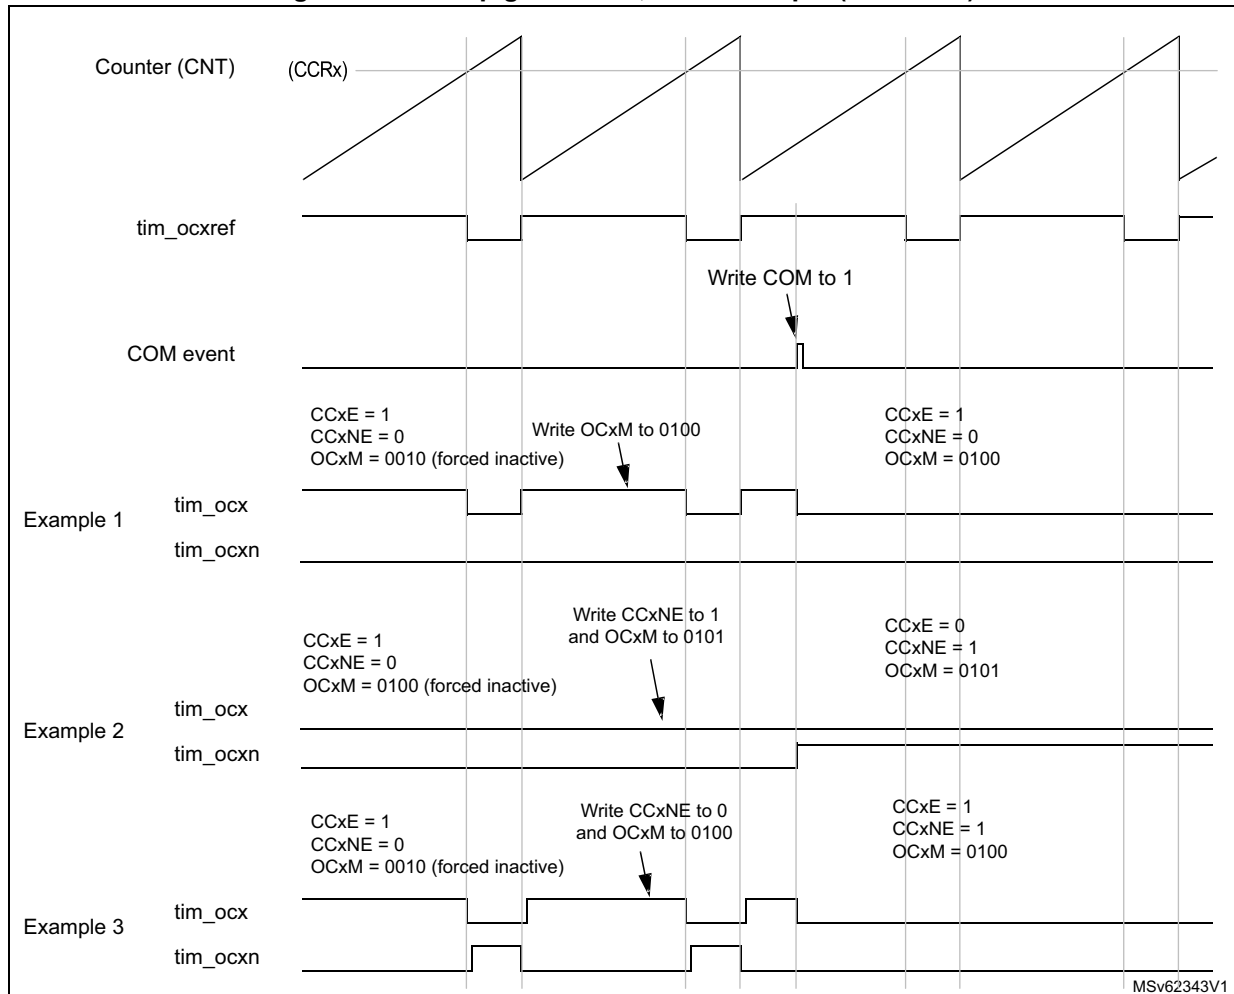 Counter (CNT)
(CCRx)
tim_ocxref
Write COM to 1
COM event
CCxE = 1
CCxNE = 0
OCxM = 0010 (forced inactive)
Write OCxM to 0100
CCxE = 1
CCxNE = 0
OCxM = 0100
Example 1
tim_ocx
tim_ocxn
CCxE = 1
CCxNE = 0
OCxM = 0100 (forced inactive)
Write CCxNE to 1
and OCxM to 0101
CCxE = 0
CCxNE = 1
OCxM = 0101
Example 2
tim_ocx
tim_ocxn
CCxE = 1
CCxNE = 0
OCxM = 0010 (forced inactive)
Write CCxNE to 0
and OCxM to 0100
CCxE = 1
CCxNE = 1
OCxM = 0100
Example 3
tim_ocx
tim_ocxn
MSv62343V1